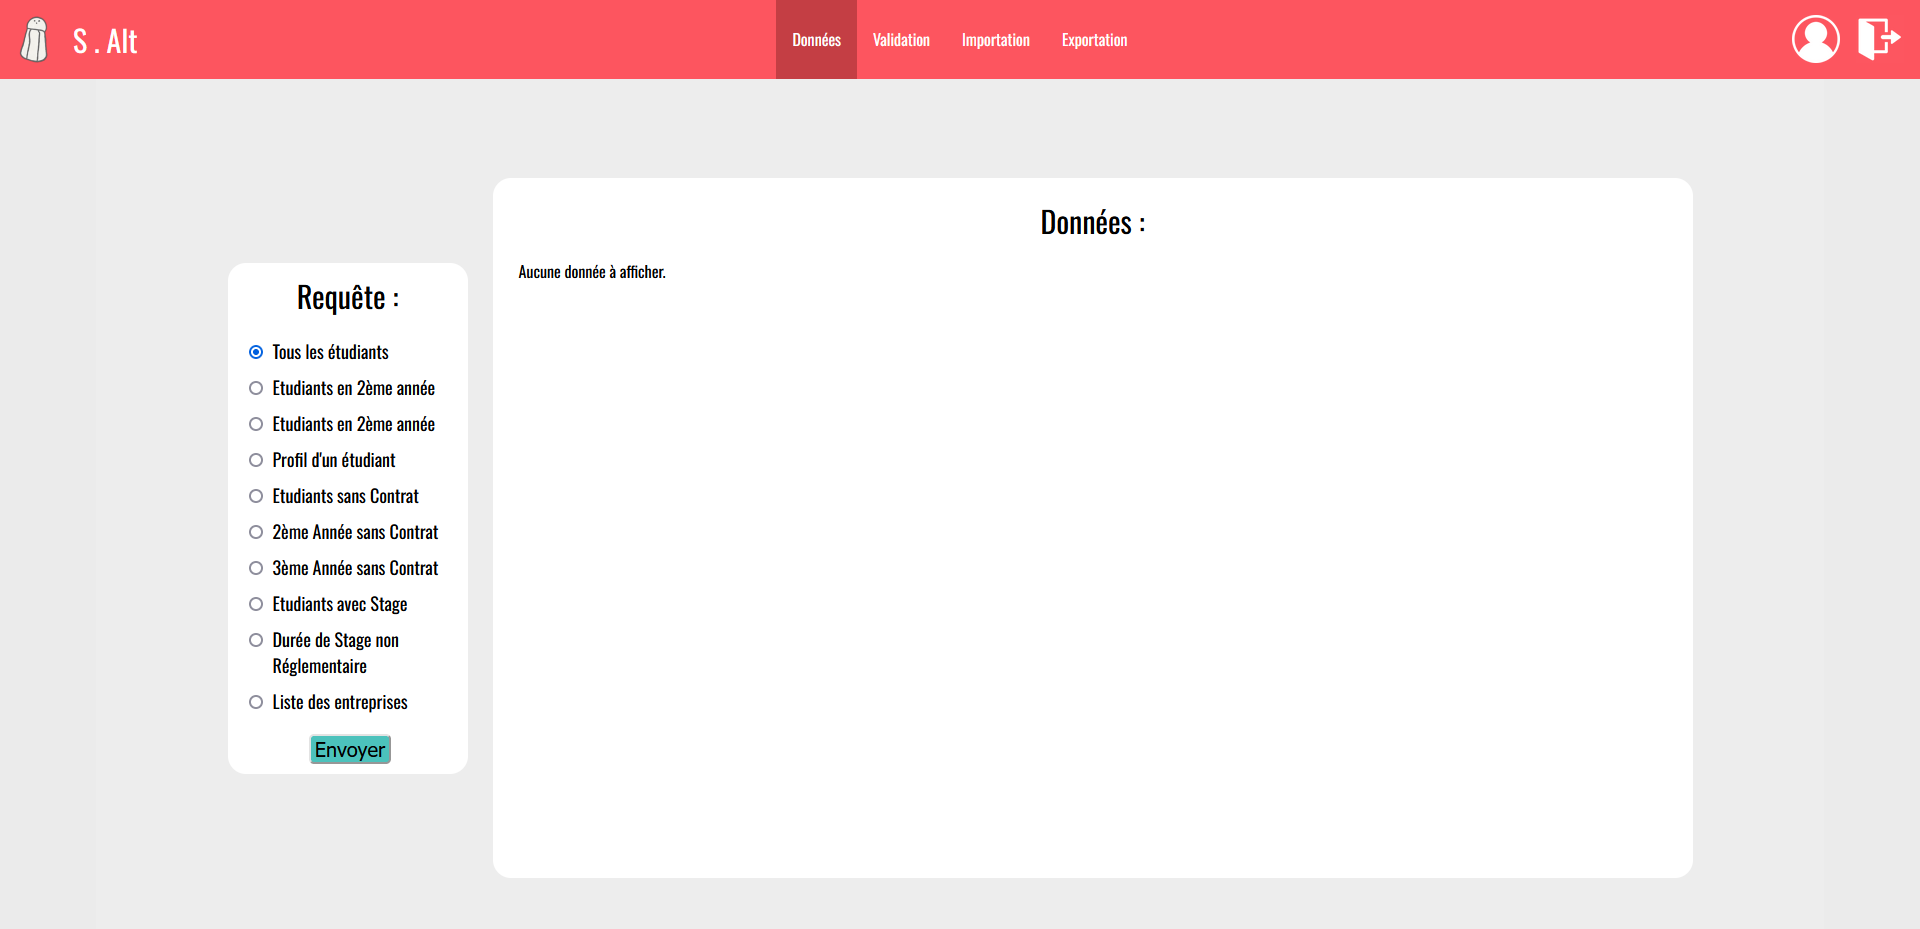 S . Alt
Données
Validation
Importation
Exportation
Requête :
Tous les étudiants
Etudiants en 2ème année
Etudiants en 2ème année
Profil d'un étudiant
Etudiants sans Contrat
2ème Année sans Contrat
3ème Année sans Contrat
Etudiants avec Stage
Durée de Stage non
Réglementaire
Liste des entreprises
Envoyer
Données :
Aucune donnée à afficher.